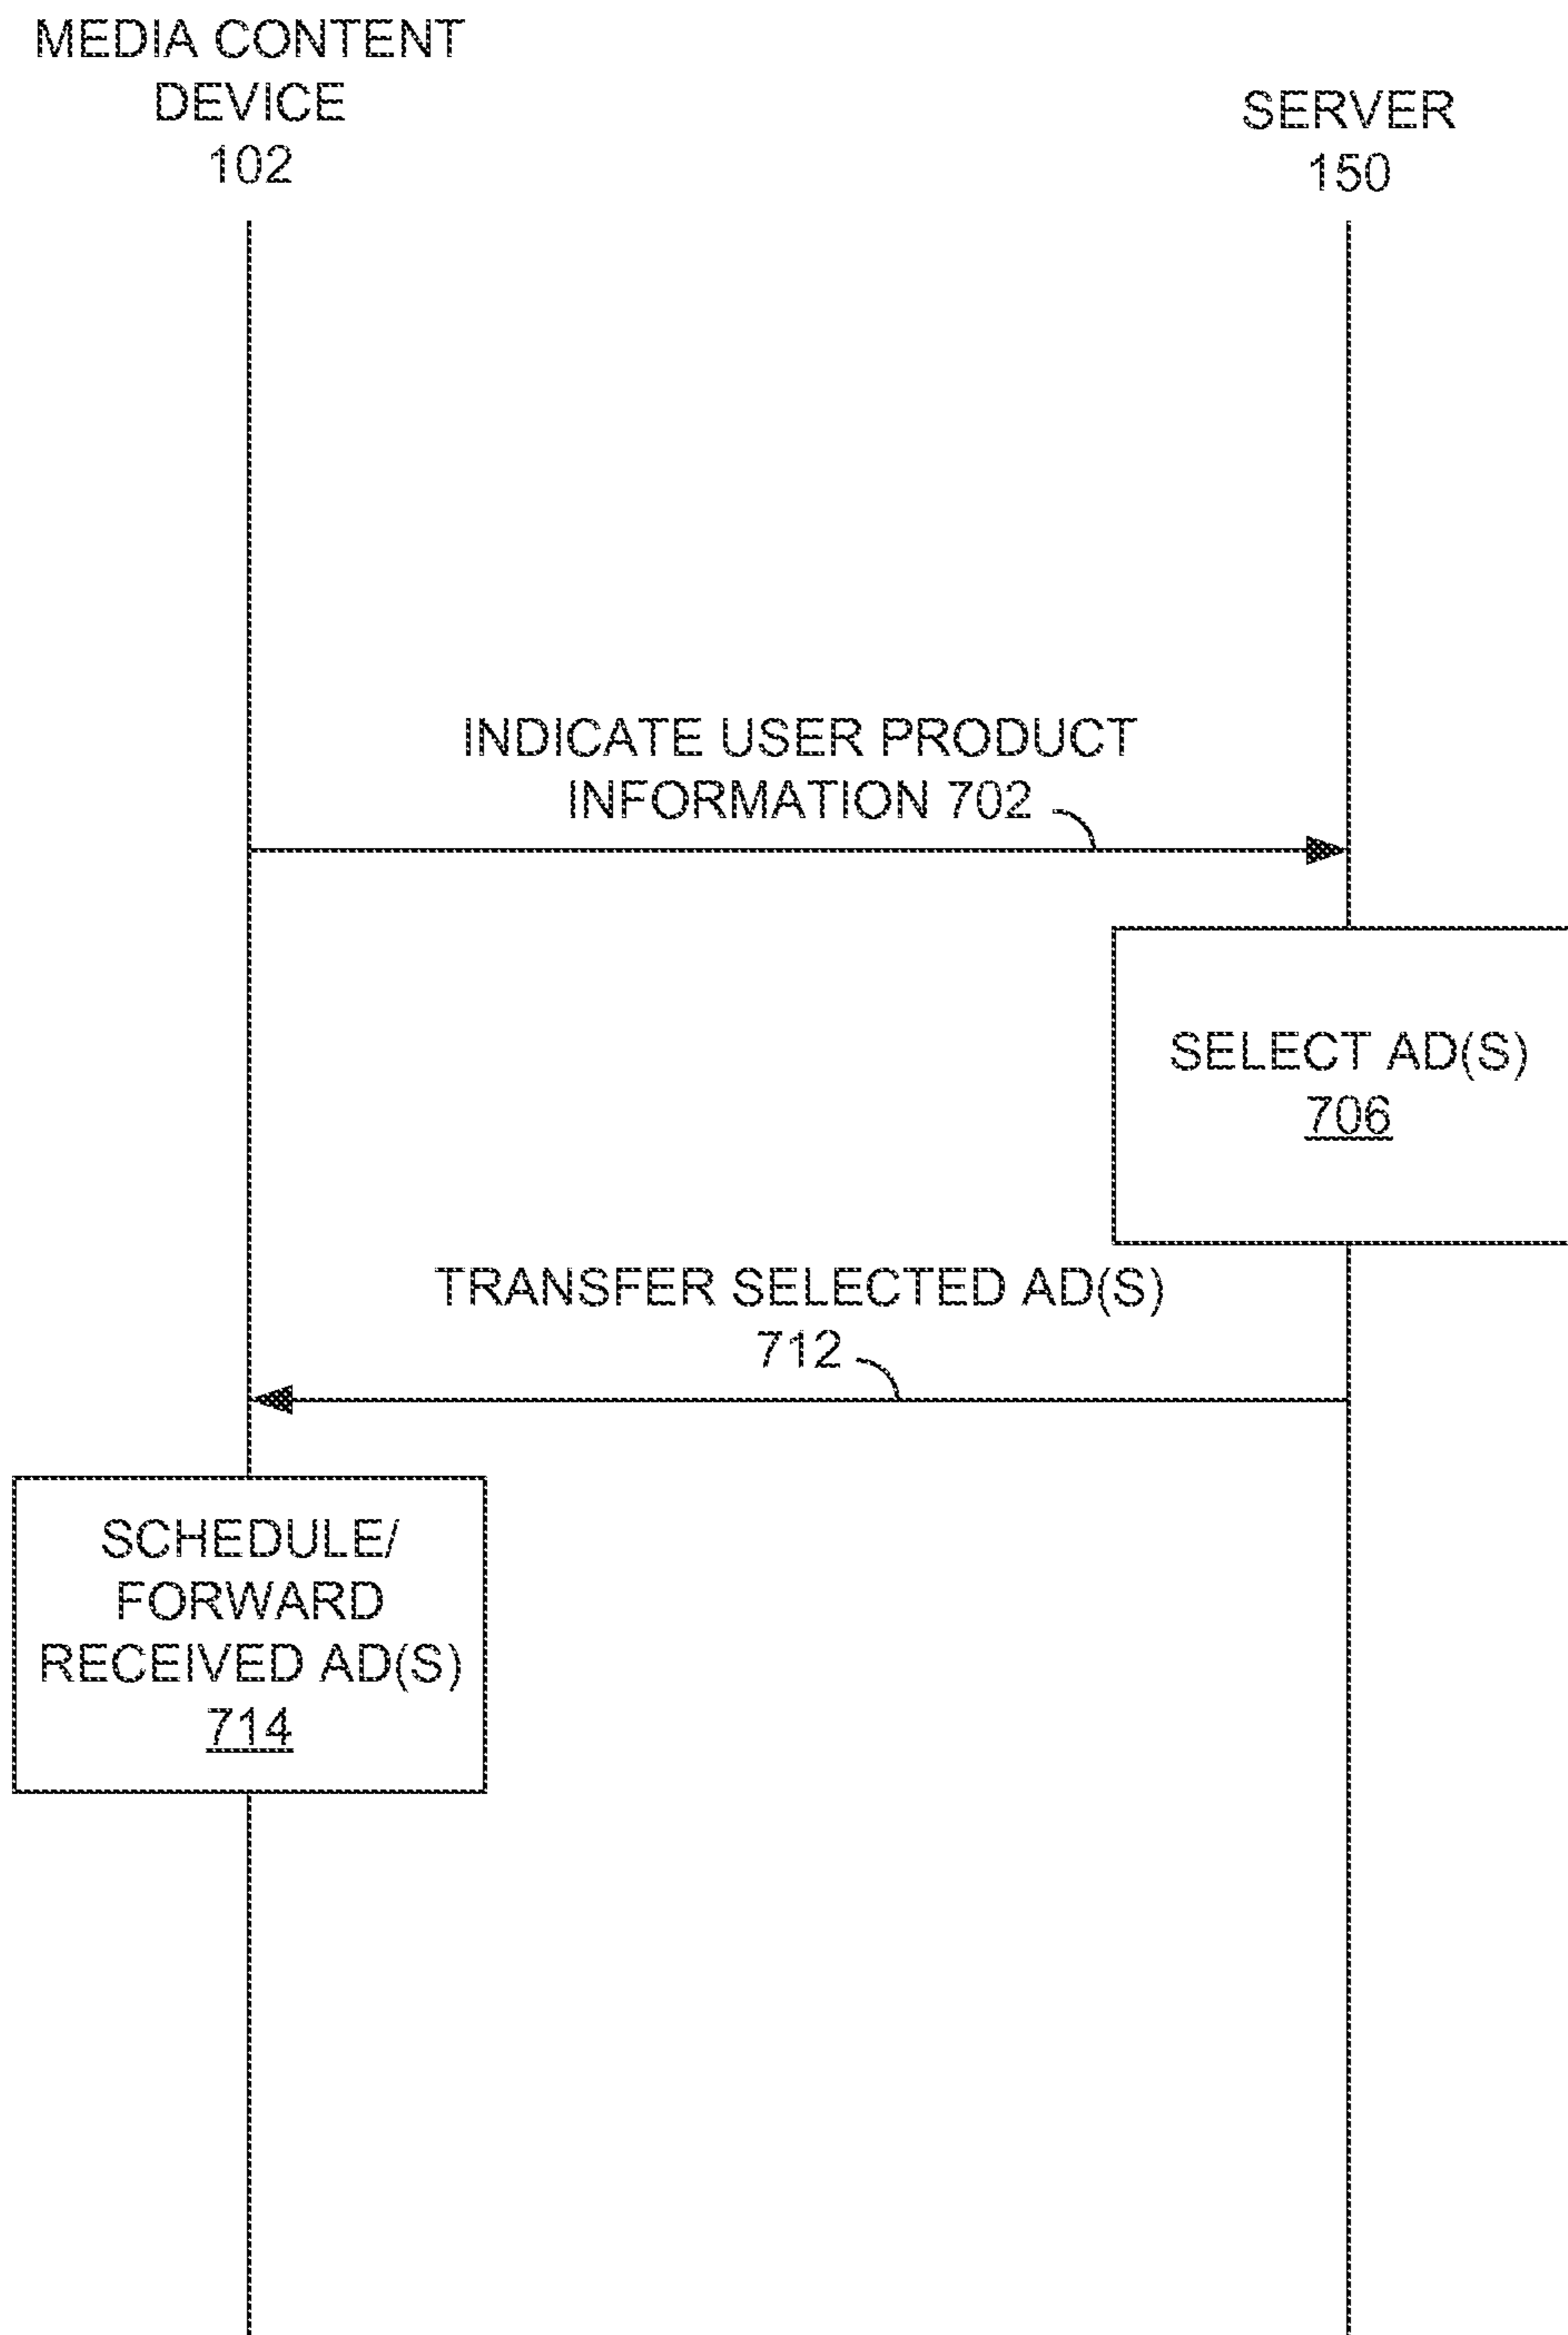 MEDIA CONTENT
DEVICE
102
SERVER
150
INDICATE USER PRODUCT
INFORMATION 702
SELECT AD(S)
706
TRANSFER SELECTED AD(S)
712
SCHEDULE/
FORWARD
RECEIVED AD(S)
714